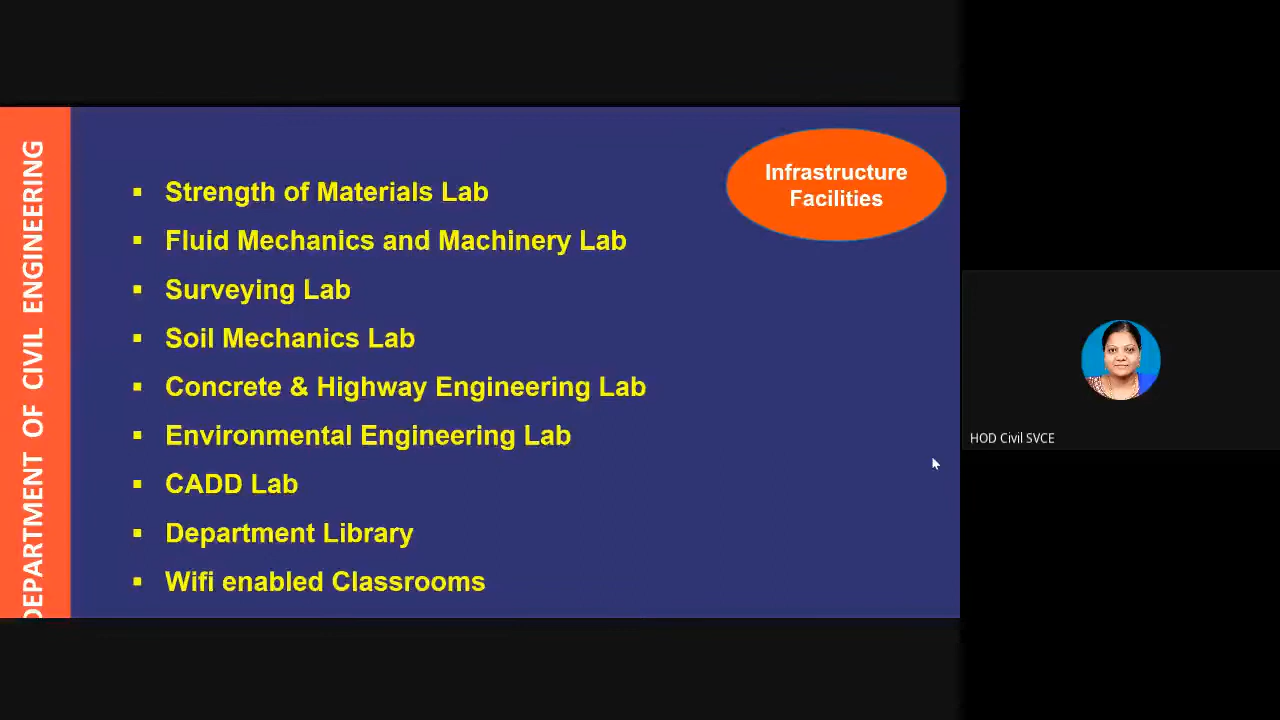 DEPARTMENT OF CIVIL ENGINEERING
Infrastructure
Facilities
▪ Strength of Materials Lab
▪ Fluid Mechanics and Machinery Lab
▪ Surveying Lab
▪ Soil Mechanics Lab
▪ Concrete & Highway Engineering Lab
▪ Environmental Engineering Lab
▪ CADD Lab
▪ Department Library
▪ Wifi enabled Classrooms
HOD Civil SVCE